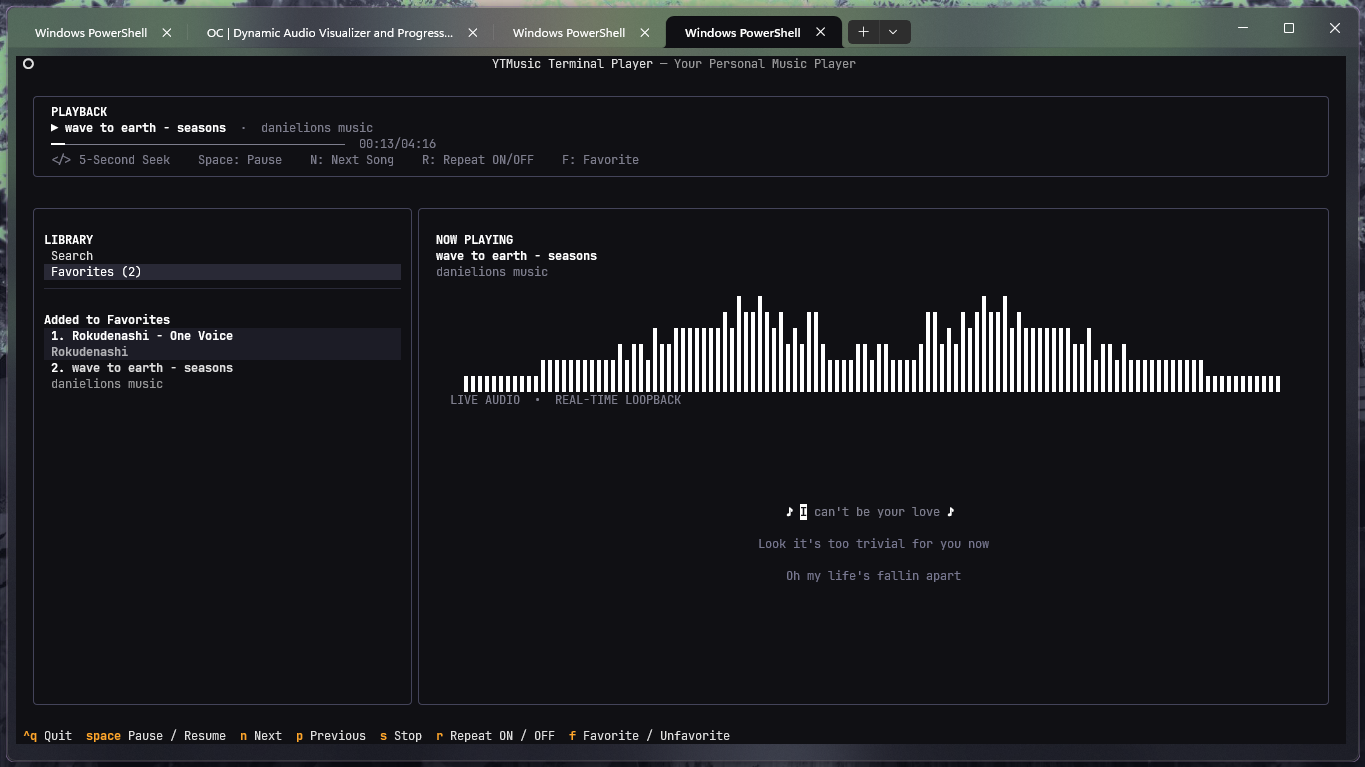 Windows PowerShell
OC | Dynamic Audio Visualizer and Progress...
Windows PowerShell
Windows PowerShell
YTMusic Terminal Player — Your Personal Music Player
PLAYBACK
▶ wave to earth - seasons · danielions music
00:13/04:16
</> 5-Second Seek Space: Pause N: Next Song R: Repeat ON/OFF F: Favorite
LIBRARY
Search
Favorites (2)
Added to Favorites
1. Rokudenashi - One Voice
Rokudenashi
2. wave to earth - seasons
danielions music
NOW PLAYING
wave to earth - seasons
danielions music
LIVE AUDIO • REAL-TIME LOOPBACK
♪ I can't be your love ♪
Look it's too trivial for you now
Oh my life's fallin apart
^q Quit space Pause / Resume n Next p Previous s Stop r Repeat ON / OFF f Favorite / Unfavorite